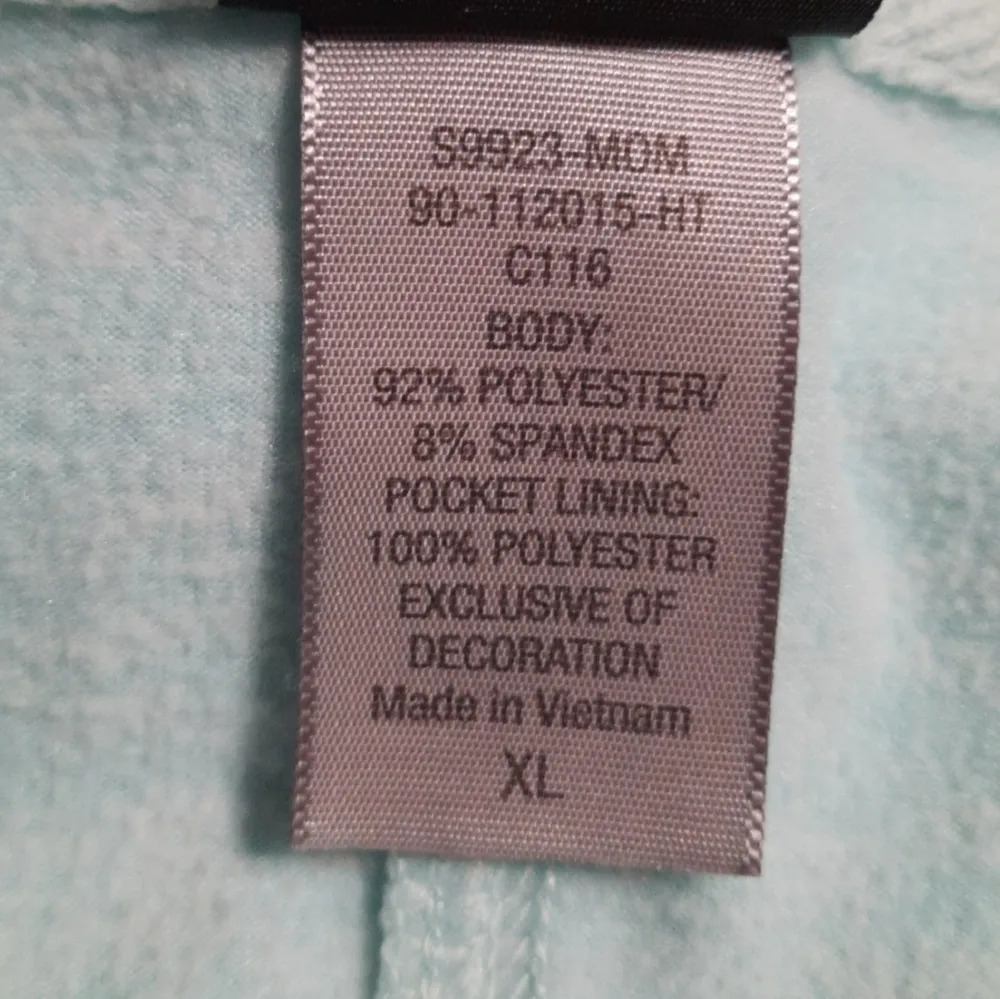 S9923-MOM
90-112015-HT
C116
BODY:
92% POLYESTER/
8% SPANDEX
POCKET LINING:
100% POLYESTER
EXCLUSIVE OF
DECORATION
Made in Vietnam
XL